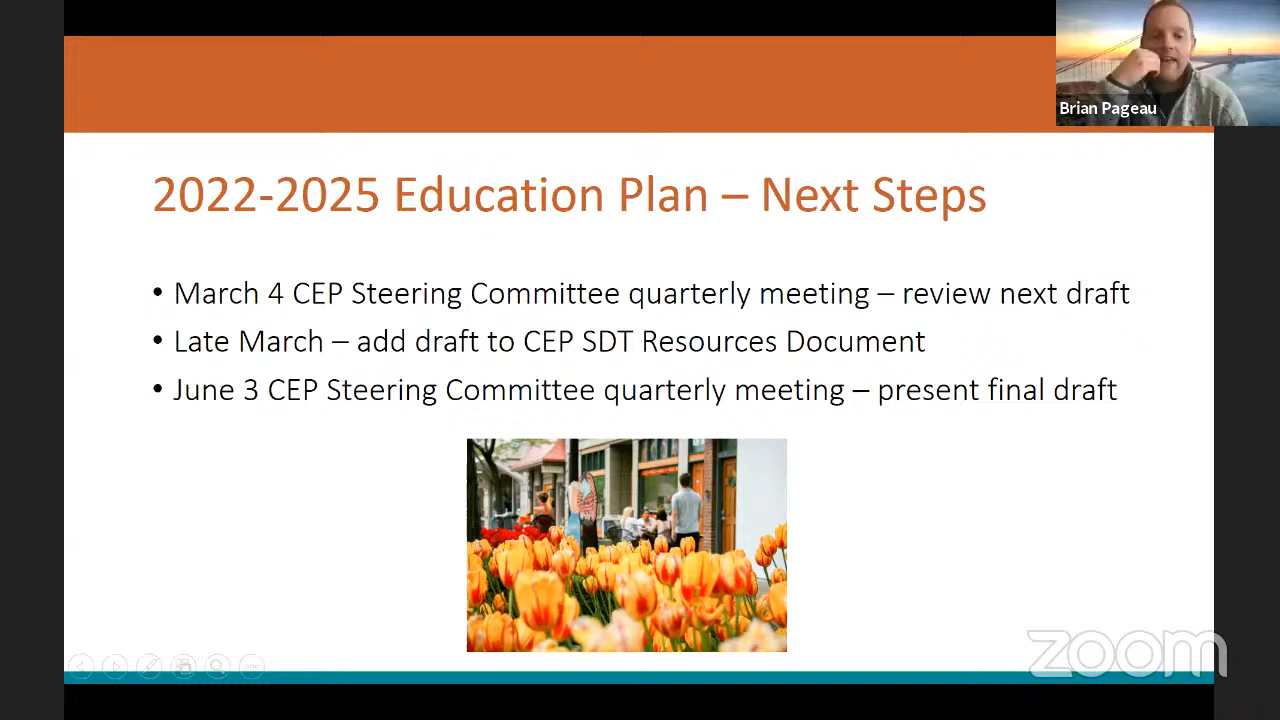 Brian Pageau
2022-2025 Education Plan – Next Steps
• March 4 CEP Steering Committee quarterly meeting – review next draft
• Late March – add draft to CEP SDT Resources Document
• June 3 CEP Steering Committee quarterly meeting – present final draft
zoom